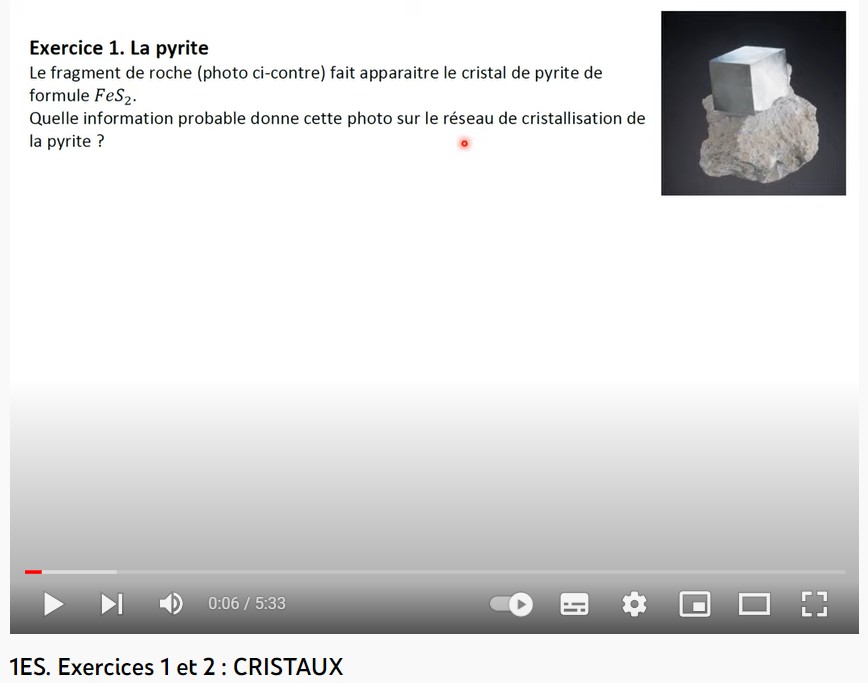 Exercice 1. La pyrite
Le fragment de roche (photo ci-contre) fait apparaitre le cristal de pyrite de
formule FeS₂.
Quelle information probable donne cette photo sur le réseau de cristallisation de
la pyrite ?
0:06 / 5:33
1ES. Exercices 1 et 2 : CRISTAUX